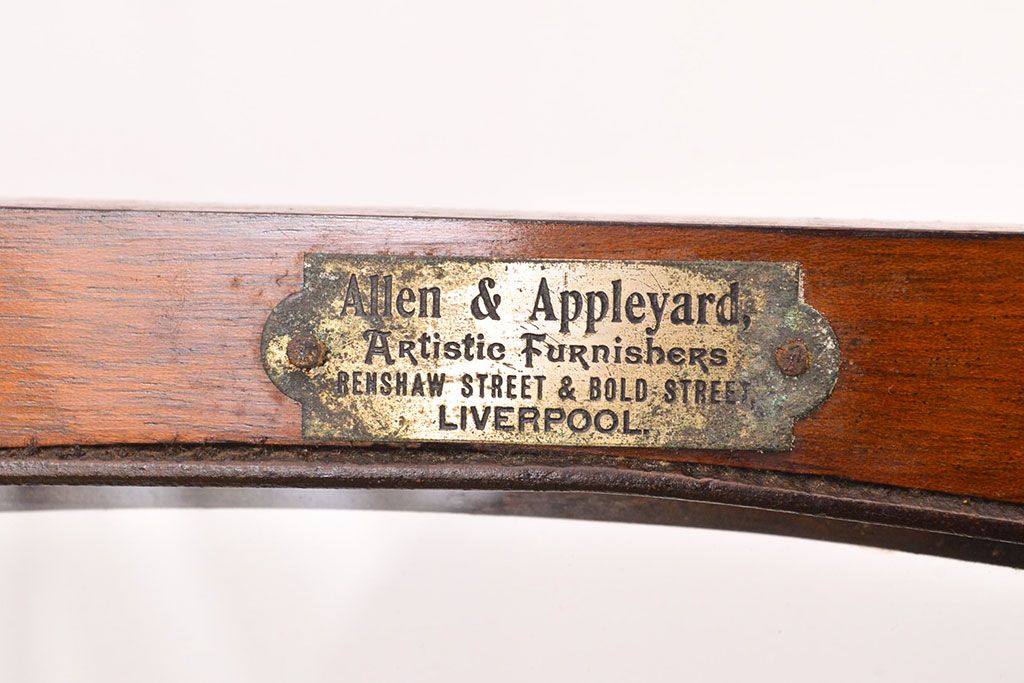 Allen & Appleyard,
Artistic Furnishers
RENSHAW STREET & BOLD STREET,
LIVERPOOL.